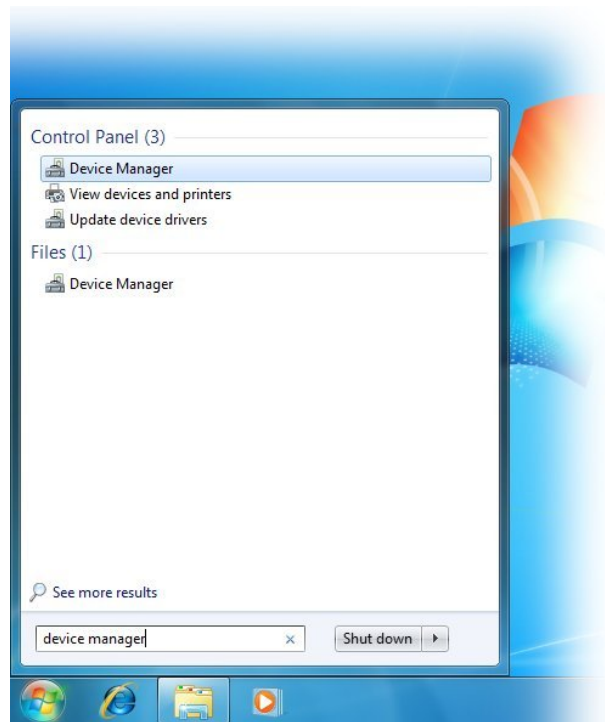 Control Panel (3)
Device Manager
View devices and printers
Update device drivers
Files (1)
Device Manager
See more results
device manager
Shut down